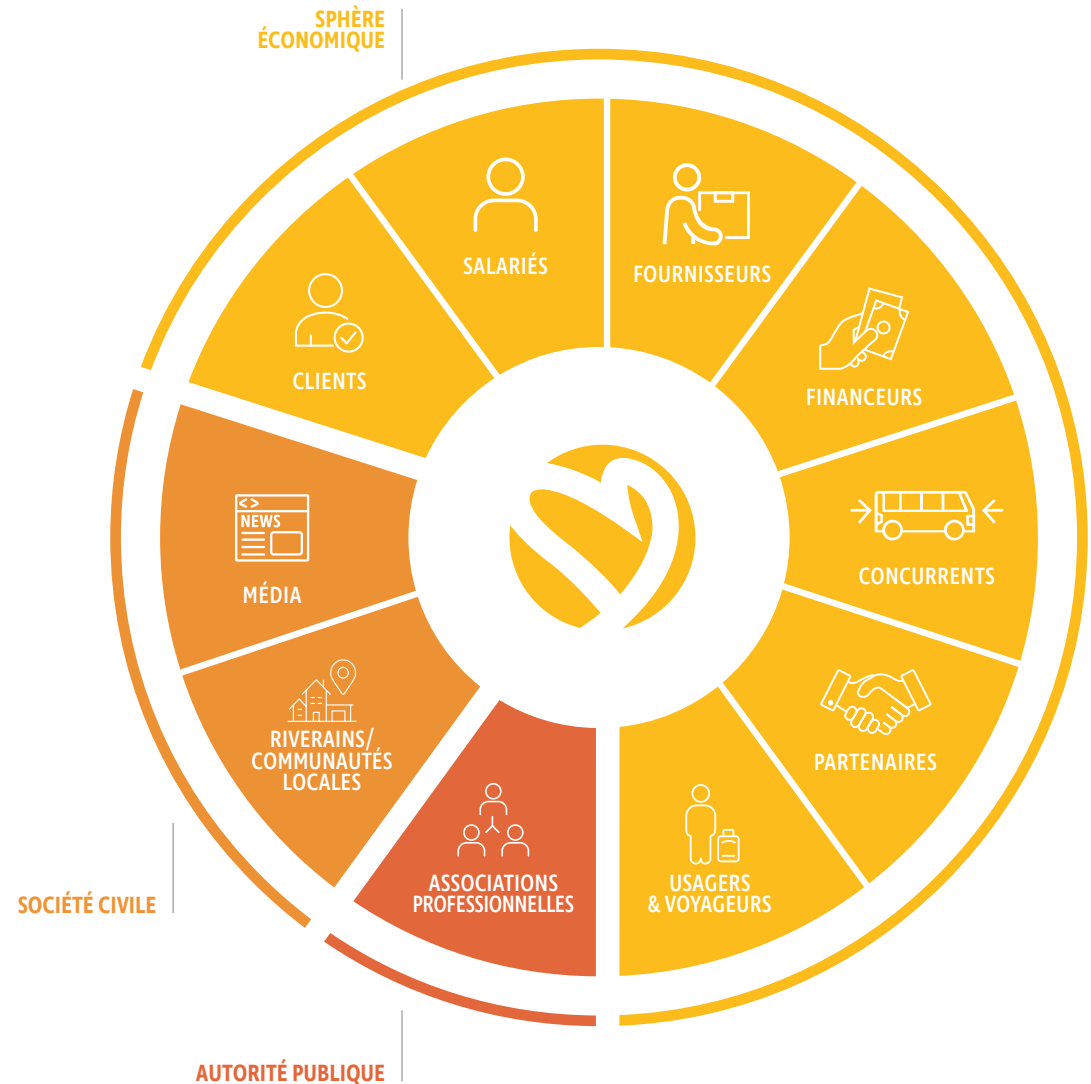 SPHÈRE
ÉCONOMIQUE
SALARIÉS
FOURNISSEURS
CLIENTS
FINANCEURS
<>
NEWS
MÉDIA
CONCURRENTS
RIVERAINS/
COMMUNAUTÉS
LOCALES
PARTENAIRES
ASSOCIATIONS
PROFESSIONNELLES
USAGERS
& VOYAGEURS
SOCIÉTÉ CIVILE
AUTORITÉ PUBLIQUE